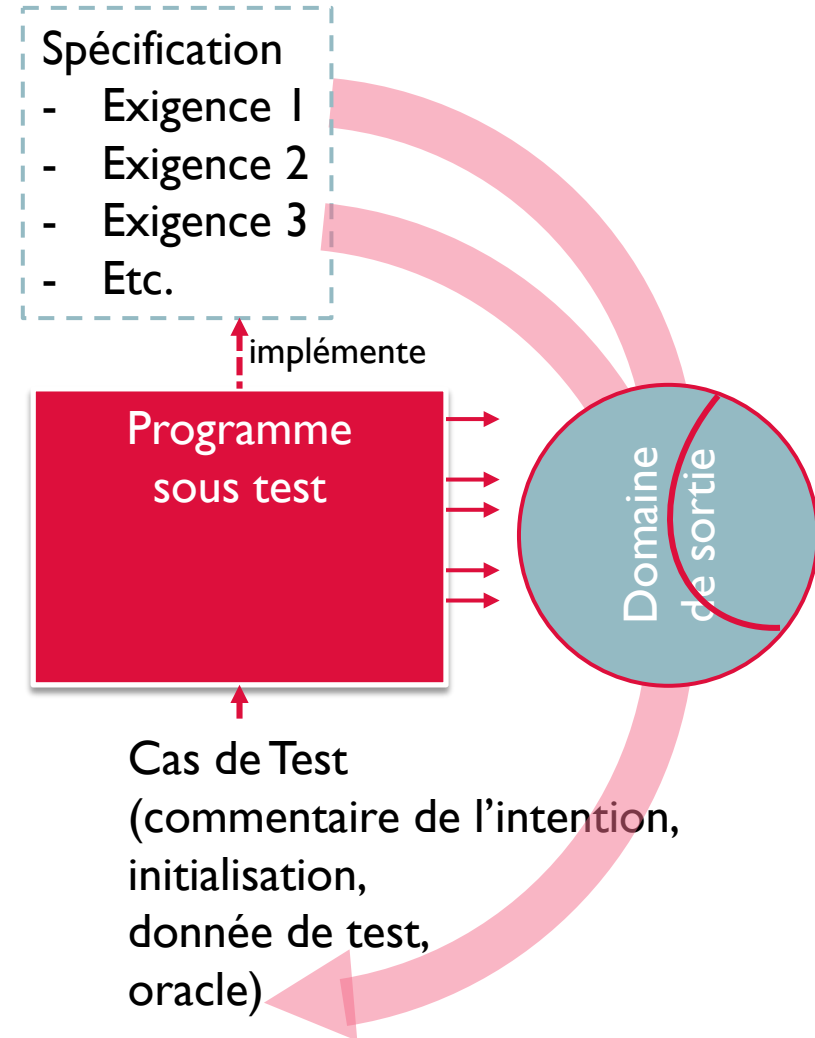 Spécification
- Exigence 1
- Exigence 2
- Exigence 3
- Etc.
implémente
Programme
sous test
Domaine
de sortie
Cas de Test
(commentaire de l’intention,
initialisation,
donnée de test,
oracle)